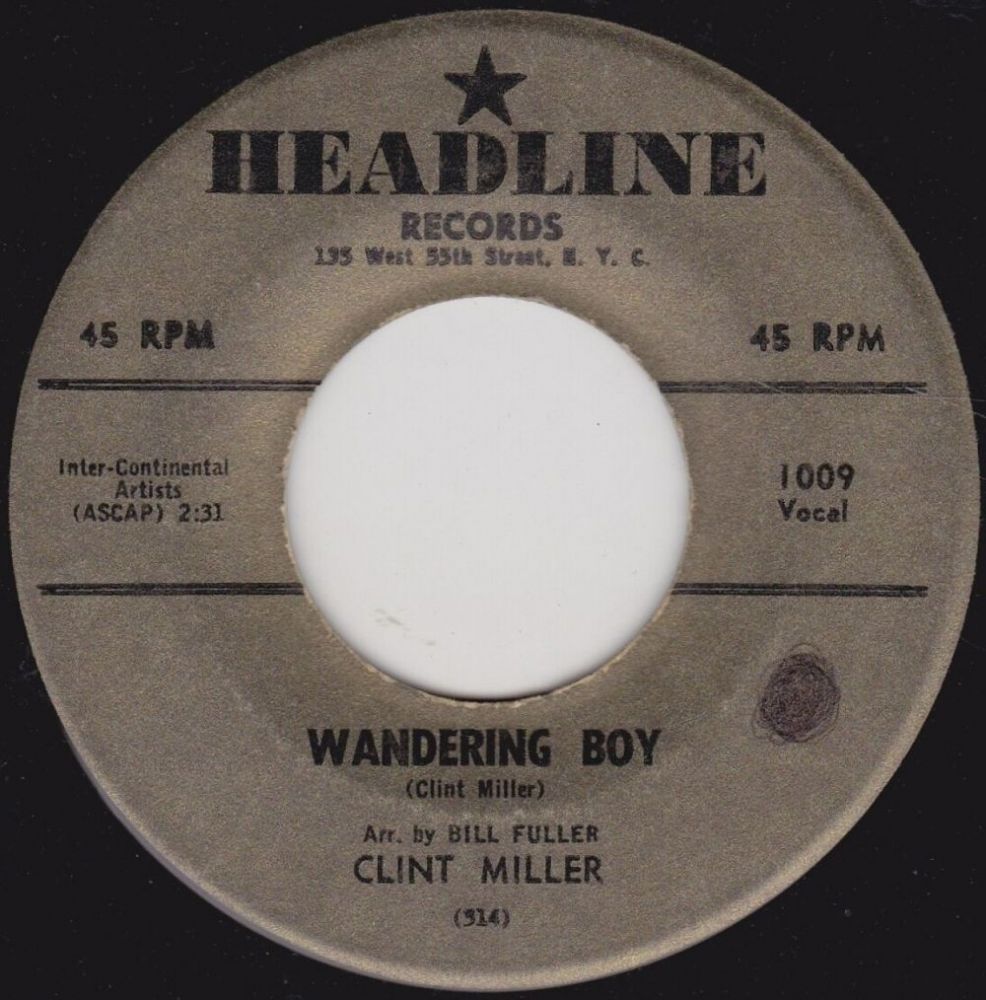 HEADLINE
RECORDS
135 West 55th Street, N. Y. C.
45 RPM
45 RPM
Inter-Continental
Artists
(ASCAP) 2:31
1009
Vocal
WANDERING BOY
(Clint Miller)
Arr. by BILL FULLER
CLINT MILLER
(314)